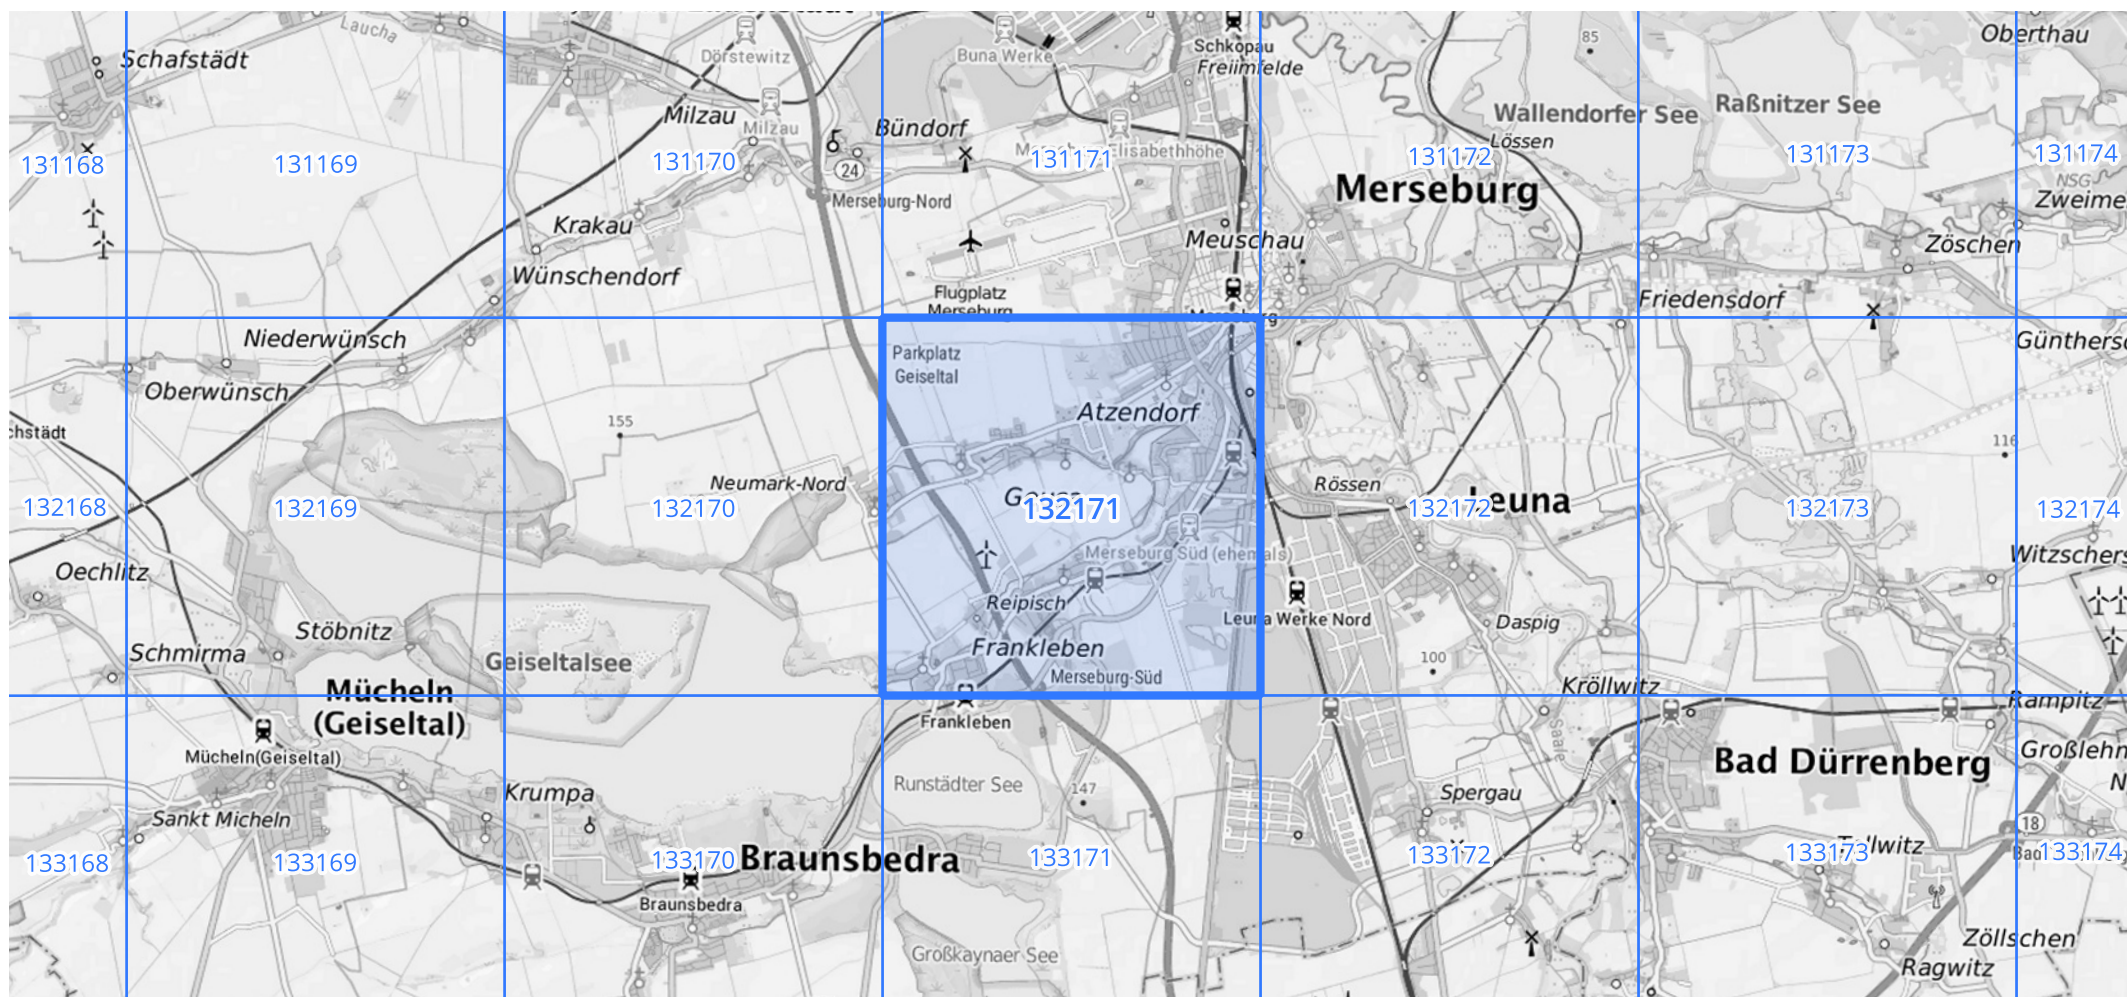 Laucha
Schafstädt
Dörstewitz
Milzau
Milzau
Buna Werke
Bündorf
24
Merseburg-Nord
Schkopau
Freiimfelde
Elisabethhöhe
85
Wallendorfer See
Raßnitzer See
Oberthau
Lössen
131168
131169
131170
131171
131172
131173
131174
NSG
Zweime
Merseburg
Krakau
Wünschendorf
Meuschau
Zöschen
Flugplatz
Merseburg
Friedensdorf
Merseburg
Niederwünsch
Oberwünsch
Parkplatz
Geiseltal
Günthersd
chstädt
155
Atzendorf
116
Neumark-Nord
Rössen
Leuna
132168
132169
132170
132171
132172
132173
132174
Oechlitz
Merseburg Süd (ehemals)
Witzschers
Reipisch
Leuna Werke Nord
Daspig
Schmirma
Stöbnitz
Geiseltalsee
Frankleben
Merseburg-Süd
100
Kröllwitz
Mücheln
(Geiseltal)
Frankleben
Rampitz
Mücheln(Geiseltal)
Saale
Bad Dürrenberg
Großlehn
N
Runstädter See
147
Krumpa
Spergau
Sankt Micheln
18
133168
133169
133170
133171
133172
133173
133174
Braunsbedra
Braunsbedra
Großkaynaer See
Zöllschen
Ragwitz